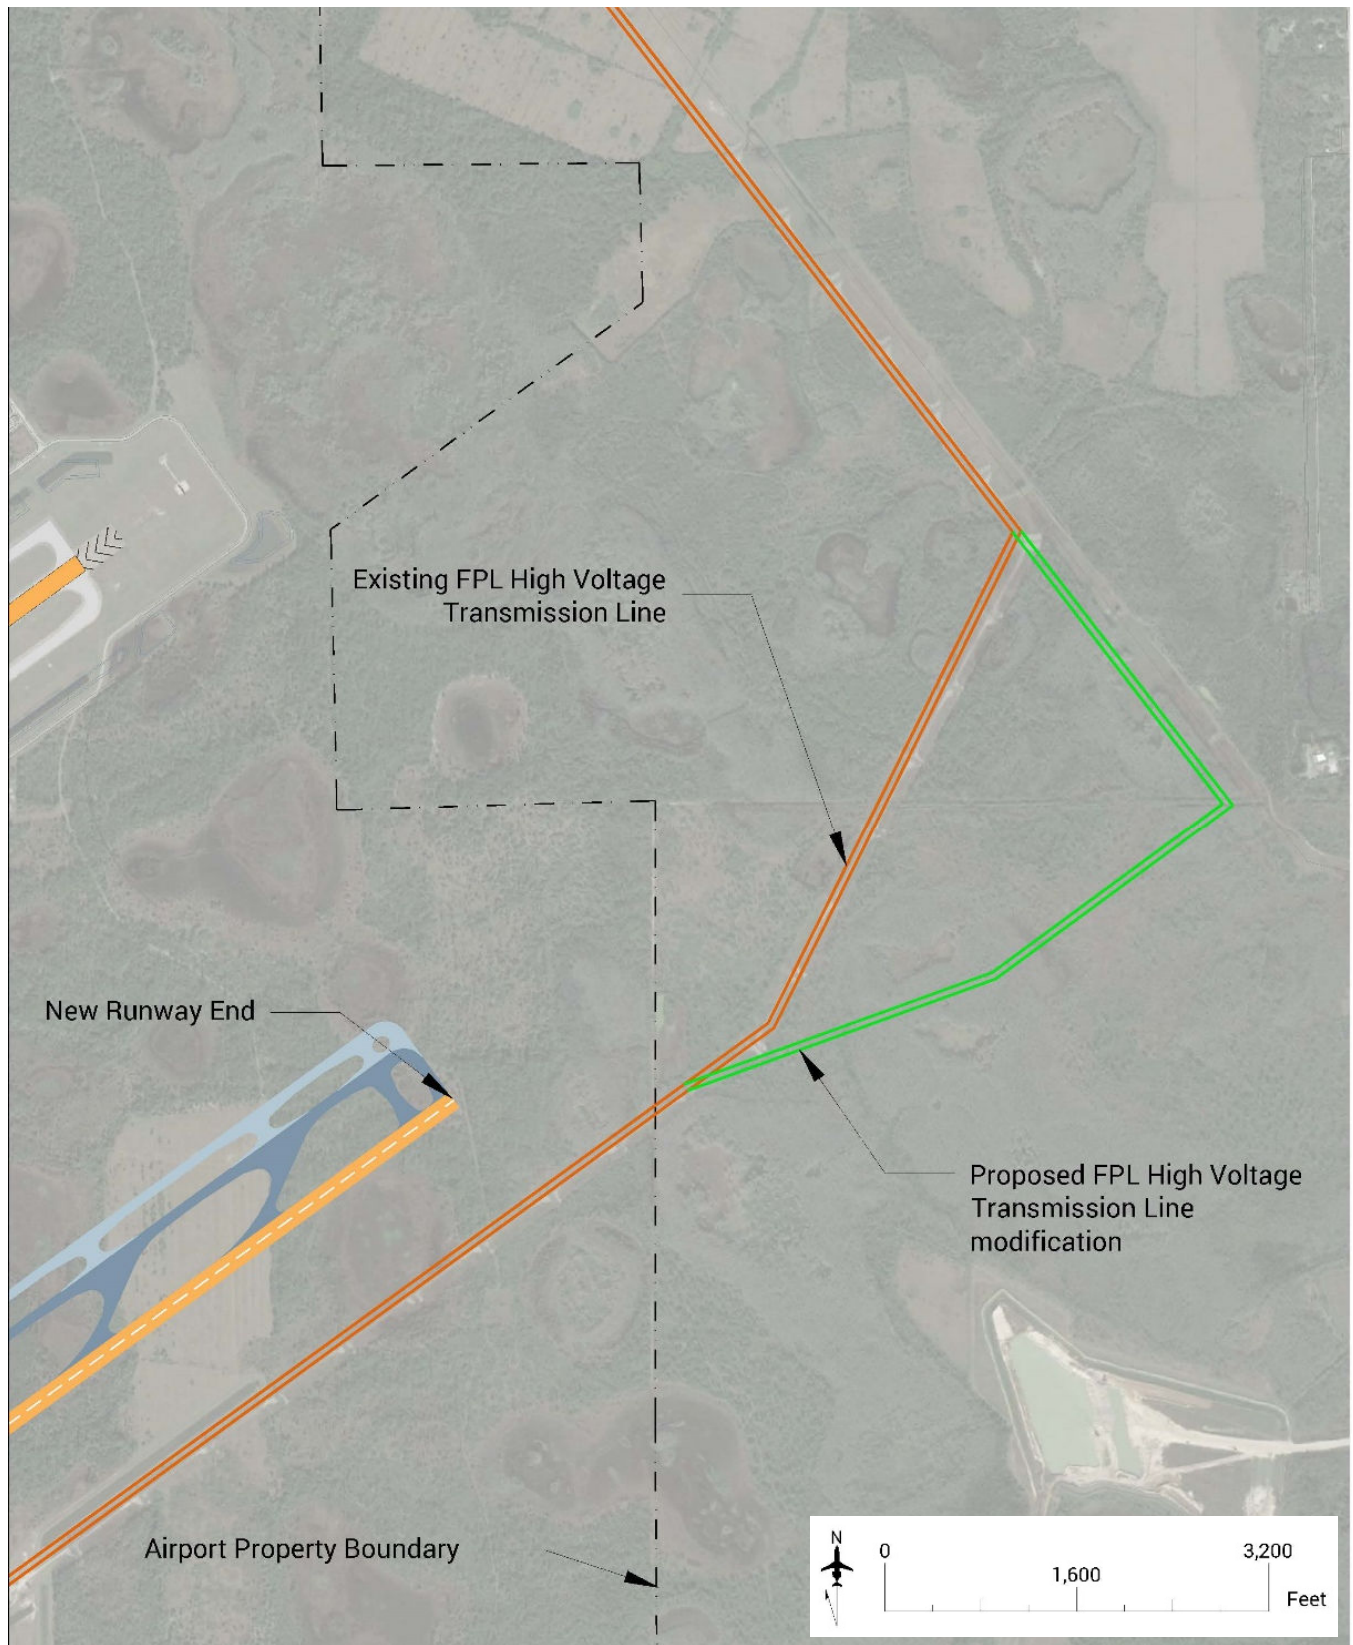 Existing FPL High Voltage
Transmission Line
New Runway End
Proposed FPL High Voltage
Transmission Line
modification
Airport Property Boundary
N
0
3,200
1,600
Feet